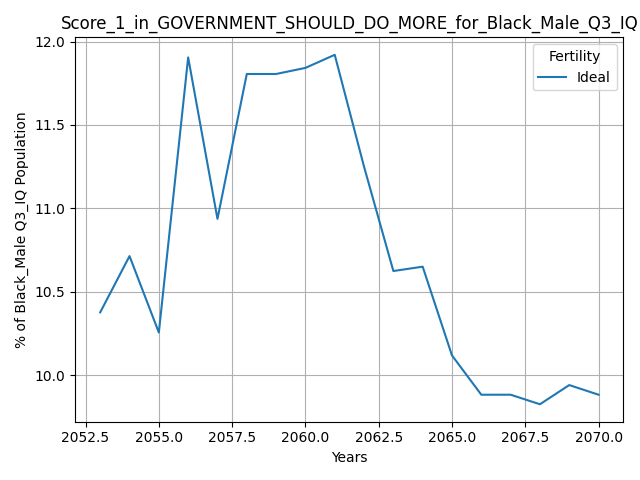 Score_1_in_GOVERNMENT_SHOULD_DO_MORE_for_Black_Male_Q3_IQ
Fertility
Ideal
% of Black_Male Q3_IQ Population
12.0
11.5
11.0
10.5
10.0
2052.5 2055.0 2057.5 2060.0 2062.5 2065.0 2067.5 2070.0
Years